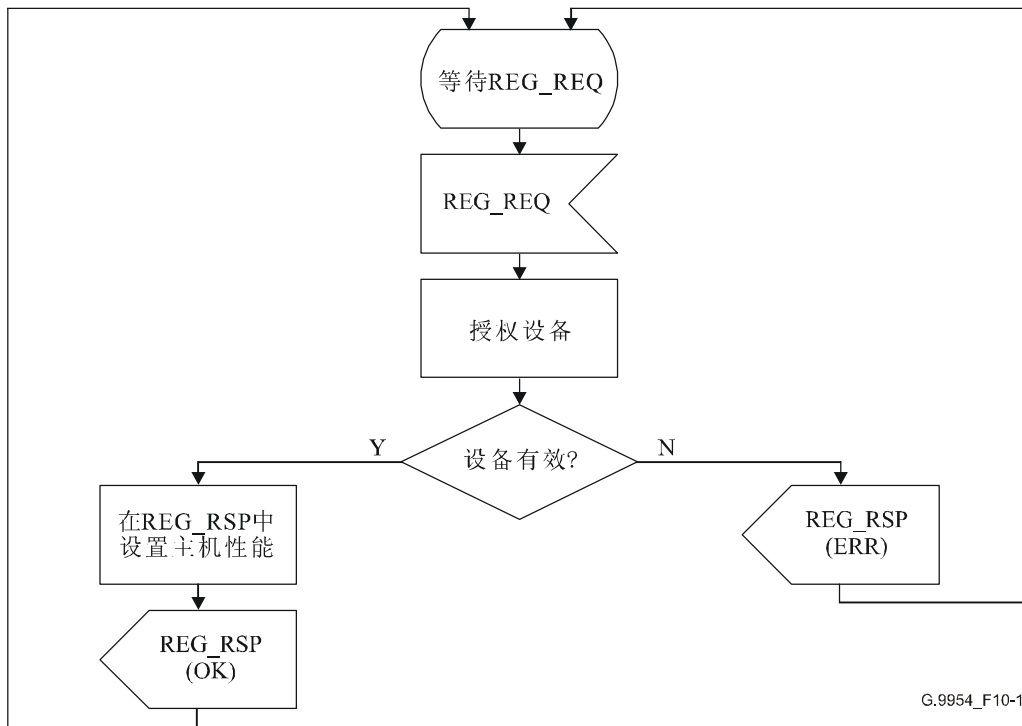 等待REG_REQ
REG_REQ
授权设备
设备有效?
Y
N
在REG_RSP中
设置主机性能
REG_RSP
(ERR)
REG_RSP
(OK)
G.9954_F10-1